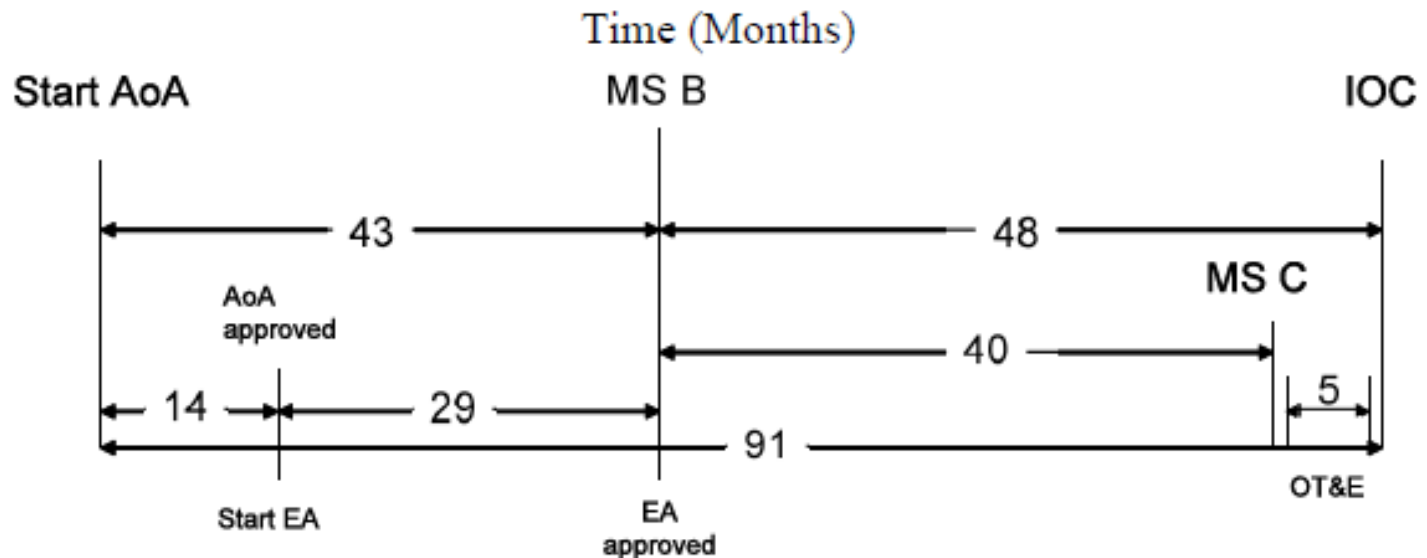 Time (Months)
Start AoA
MS B
IOC
43
48
MS C
AoA
approved
40
14
29
5
91
OT&E
Start EA
EA
approved